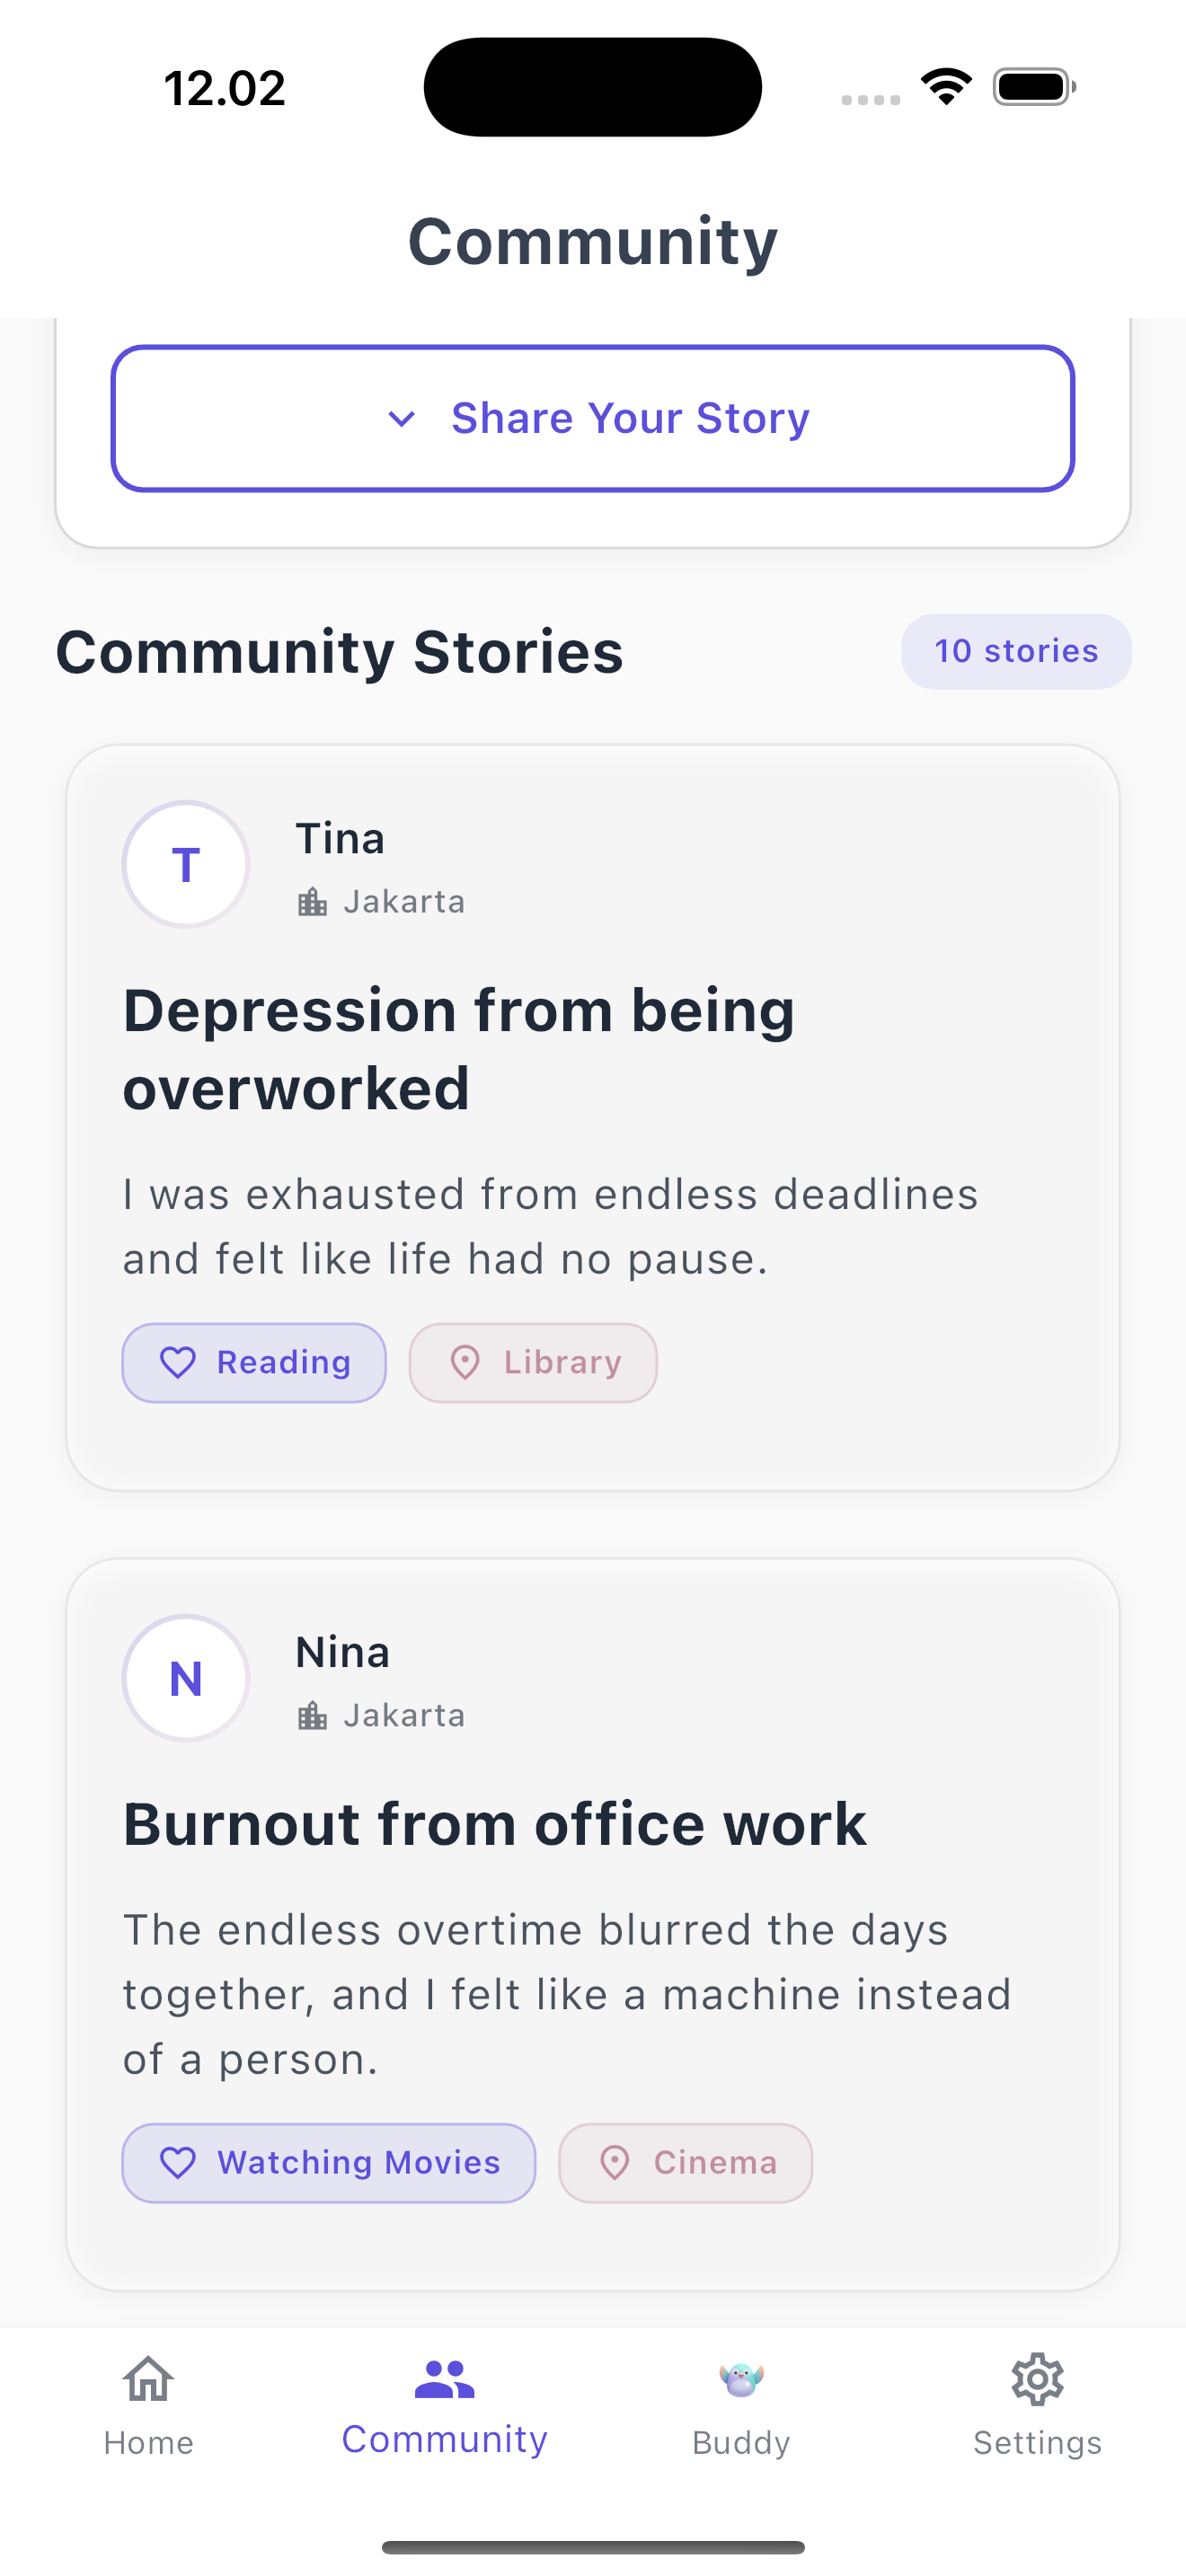 12.02
Community
Share Your Story
Community Stories
10 stories
T
Tina
Jakarta
Depression from being
overworked
I was exhausted from endless deadlines
and felt like life had no pause.
Reading
Library
N
Nina
Jakarta
Burnout from office work
The endless overtime blurred the days
together, and I felt like a machine instead
of a person.
Watching Movies
Cinema
Home
Community
Buddy
Settings